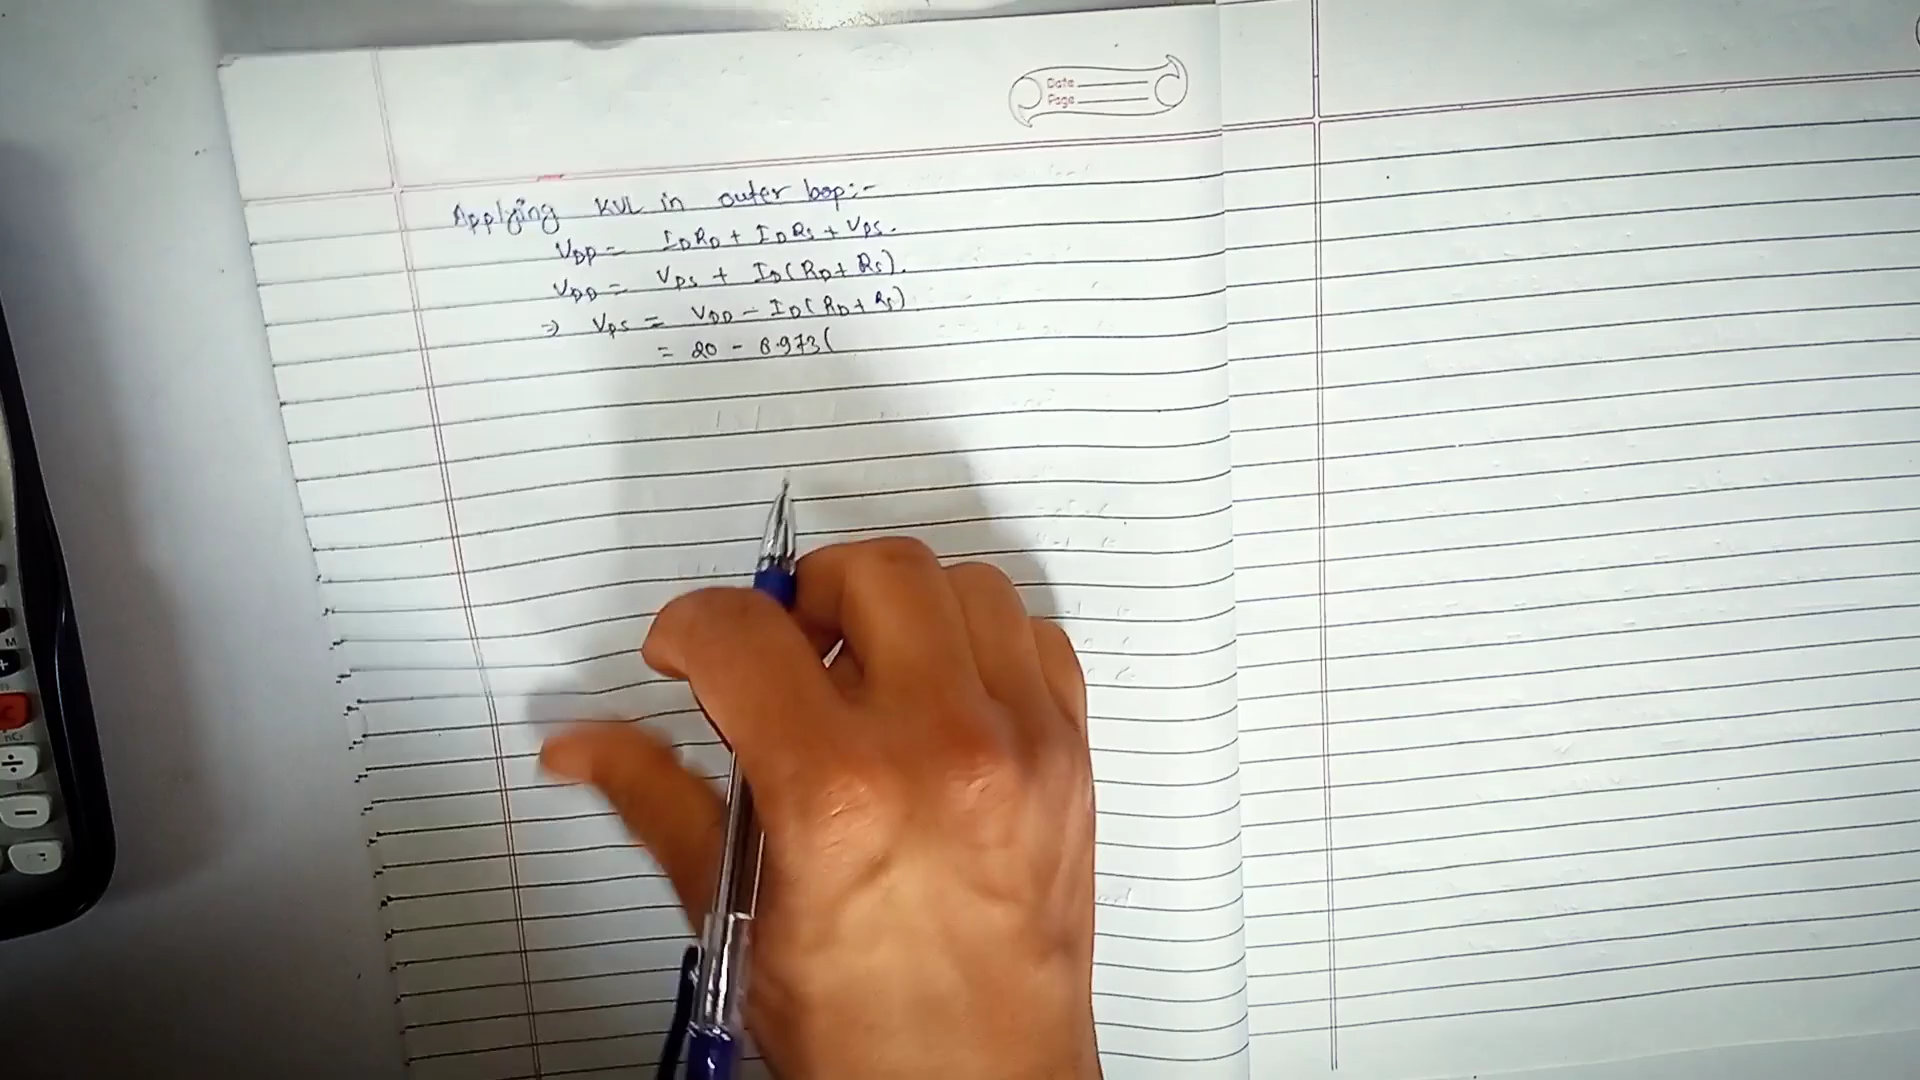 Date
Page
Applying KVL in outer loop:-
VDD = IDRD + IDRS + VDS.
VDD = VDS + ID(RD + RS).
⇒ VDS = VDD - ID(RD + RS)
= 20 - 6.973(
M
+
C
nCr
÷
-